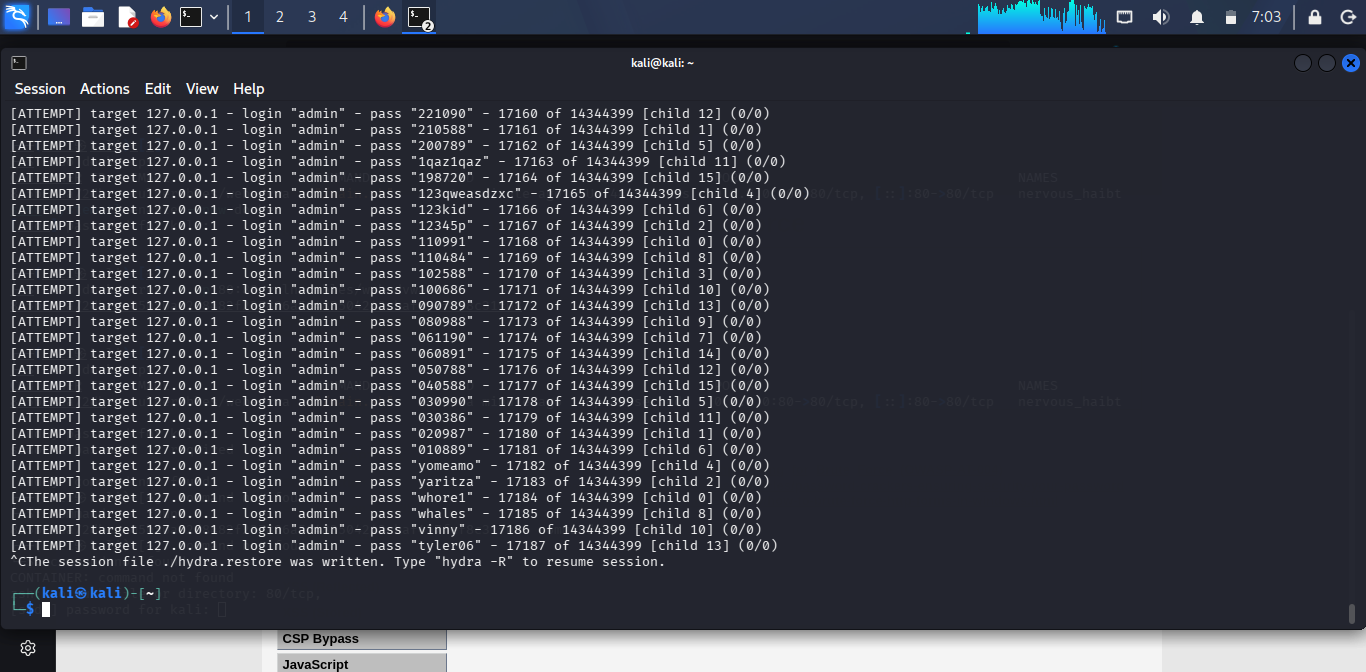 1 2 3 4 2 7:03
kali@kali: ~
Session Actions Edit View Help
[ATTEMPT] target 127.0.0.1 - login "admin" - pass "221090" - 17160 of 14344399 [child 12] (0/0)
[ATTEMPT] target 127.0.0.1 - login "admin" - pass "210588" - 17161 of 14344399 [child 1] (0/0)
[ATTEMPT] target 127.0.0.1 - login "admin" - pass "200789" - 17162 of 14344399 [child 5] (0/0)
[ATTEMPT] target 127.0.0.1 - login "admin" - pass "1qaz1qaz" - 17163 of 14344399 [child 11] (0/0)
[ATTEMPT] target 127.0.0.1 - login "admin" - pass "198720" - 17164 of 14344399 [child 15] (0/0) NAMES
[ATTEMPT] target 127.0.0.1 - login "admin" - pass "123qweasdzxc" - 17165 of 14344399 [child 4] (0/0) nervous_haibt
[ATTEMPT] target 127.0.0.1 - login "admin" - pass "123kid" - 17166 of 14344399 [child 6] (0/0)
[ATTEMPT] target 127.0.0.1 - login "admin" - pass "12345p" - 17167 of 14344399 [child 2] (0/0)
[ATTEMPT] target 127.0.0.1 - login "admin" - pass "110991" - 17168 of 14344399 [child 0] (0/0)
[ATTEMPT] target 127.0.0.1 - login "admin" - pass "110484" - 17169 of 14344399 [child 8] (0/0)
[ATTEMPT] target 127.0.0.1 - login "admin" - pass "102588" - 17170 of 14344399 [child 3] (0/0)
[ATTEMPT] target 127.0.0.1 - login "admin" - pass "100686" - 17171 of 14344399 [child 10] (0/0)
[ATTEMPT] target 127.0.0.1 - login "admin" - pass "090789" - 17172 of 14344399 [child 13] (0/0)
[ATTEMPT] target 127.0.0.1 - login "admin" - pass "080988" - 17173 of 14344399 [child 9] (0/0)
[ATTEMPT] target 127.0.0.1 - login "admin" - pass "061190" - 17174 of 14344399 [child 7] (0/0)
[ATTEMPT] target 127.0.0.1 - login "admin" - pass "060891" - 17175 of 14344399 [child 14] (0/0)
[ATTEMPT] target 127.0.0.1 - login "admin" - pass "050788" - 17176 of 14344399 [child 12] (0/0)
[ATTEMPT] target 127.0.0.1 - login "admin" - pass "040588" - 17177 of 14344399 [child 15] (0/0) NAMES
[ATTEMPT] target 127.0.0.1 - login "admin" - pass "030990" - 17178 of 14344399 [child 5] (0/0) nervous_haibt
[ATTEMPT] target 127.0.0.1 - login "admin" - pass "030386" - 17179 of 14344399 [child 11] (0/0)
[ATTEMPT] target 127.0.0.1 - login "admin" - pass "020987" - 17180 of 14344399 [child 1] (0/0)
[ATTEMPT] target 127.0.0.1 - login "admin" - pass "010889" - 17181 of 14344399 [child 6] (0/0)
[ATTEMPT] target 127.0.0.1 - login "admin" - pass "yomeamo" - 17182 of 14344399 [child 4] (0/0)
[ATTEMPT] target 127.0.0.1 - login "admin" - pass "yaritza" - 17183 of 14344399 [child 2] (0/0)
[ATTEMPT] target 127.0.0.1 - login "admin" - pass "whore1" - 17184 of 14344399 [child 0] (0/0)
[ATTEMPT] target 127.0.0.1 - login "admin" - pass "whales" - 17185 of 14344399 [child 8] (0/0)
[ATTEMPT] target 127.0.0.1 - login "admin" - pass "vinny" - 17186 of 14344399 [child 10] (0/0)
[ATTEMPT] target 127.0.0.1 - login "admin" - pass "tyler06" - 17187 of 14344399 [child 13] (0/0)
^CThe session file ./hydra.restore was written. Type "hydra -R" to resume session.
CONTAINER: command not found
┌──(kali㉿kali)-[~]
directory: 80/tcp,
└─$ password for kali:
CSP Bypass
JavaScript